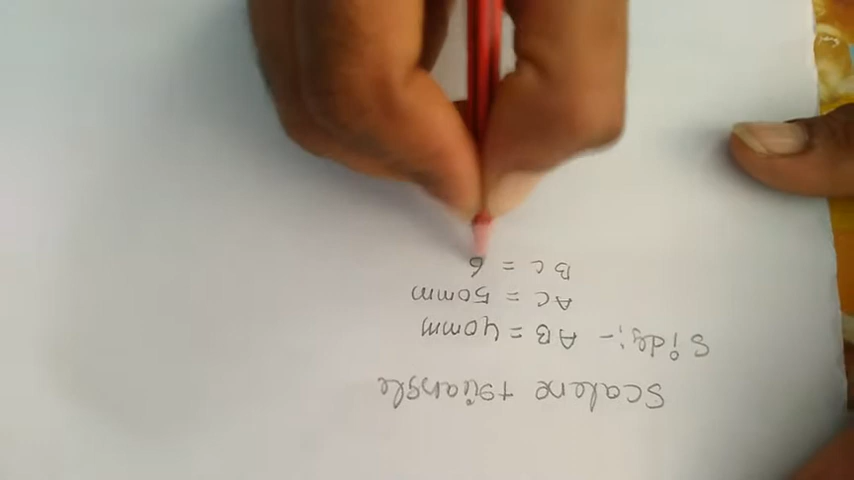 Scalene triangle
Sides:- AB = 40mm
AC = 50mm
BC = 6